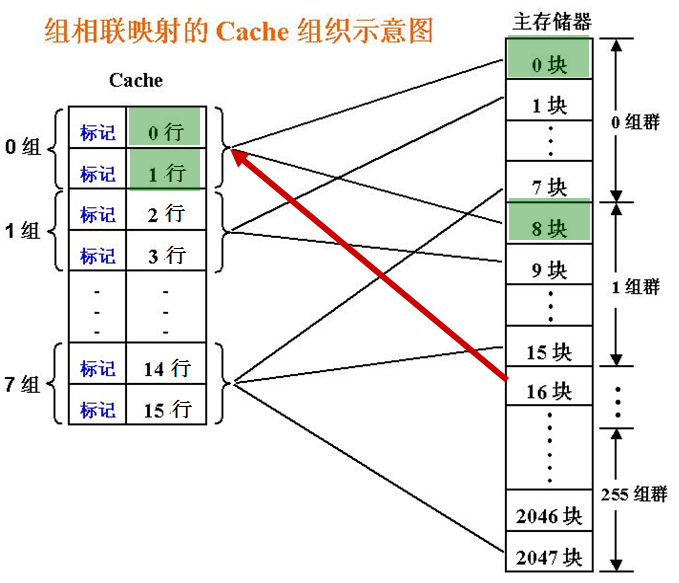 组相联映射的 Cache 组织示意图
主存储器
Cache
0 组
标记
0 行
标记
1 行
1 组
标记
2 行
标记
3 行
-
-
-
-
-
-
7 组
标记
14 行
标记
15 行
0 块
1 块
⋮
7 块
0 组群
8 块
9 块
⋮
15 块
1 组群
16 块
⋮
⋮
2046 块
2047 块
255 组群